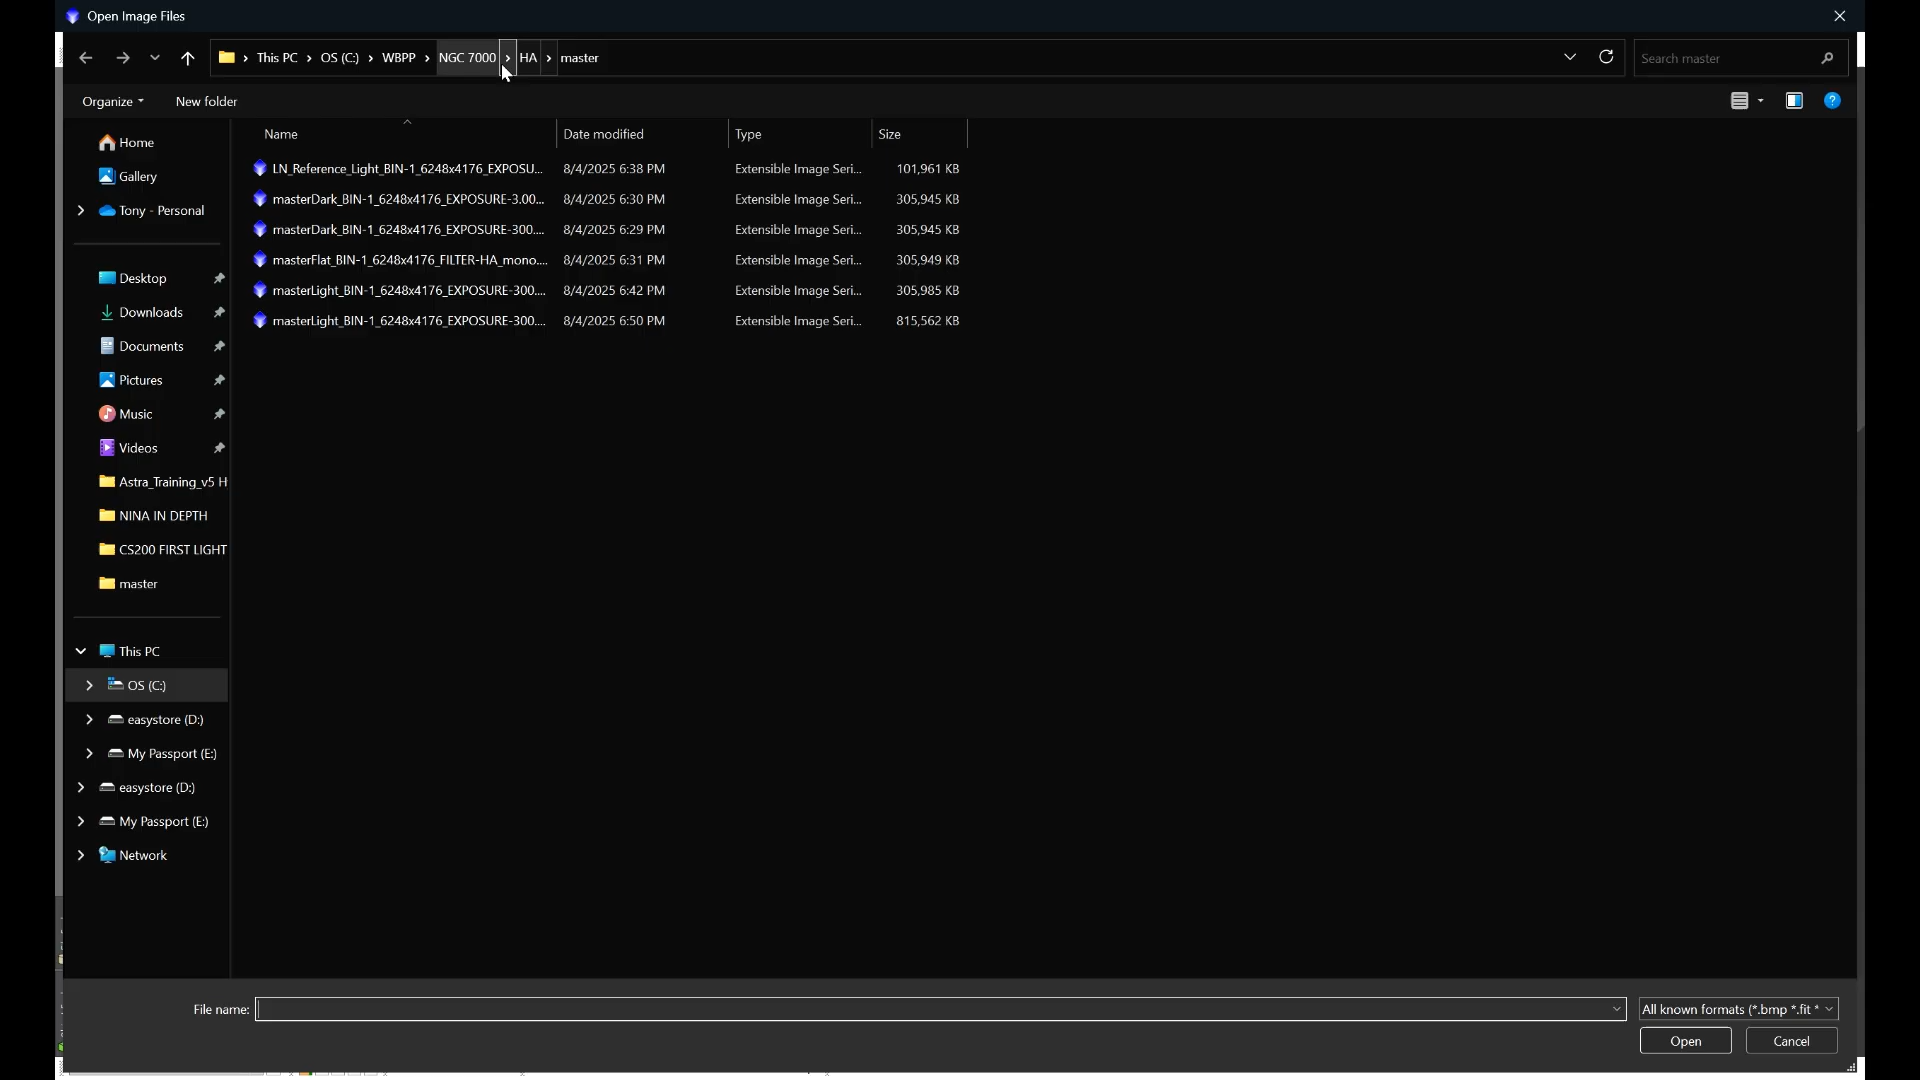 Open Image Files
This PC OS (C:) WBPP NGC 7000 HA master
Search master
Organize New folder
Name Date modified Type Size
LN_Reference_Light_BIN-1_6248x4176_EXPOSU... 8/4/2025 6:38 PM Extensible Image Seri... 101,961 KB
masterDark_BIN-1_6248x4176_EXPOSURE-3.00... 8/4/2025 6:30 PM Extensible Image Seri... 305,945 KB
masterDark_BIN-1_6248x4176_EXPOSURE-300.... 8/4/2025 6:29 PM Extensible Image Seri... 305,945 KB
masterFlat_BIN-1_6248x4176_FILTER-HA_mono.... 8/4/2025 6:31 PM Extensible Image Seri... 305,949 KB
masterLight_BIN-1_6248x4176_EXPOSURE-300.... 8/4/2025 6:42 PM Extensible Image Seri... 305,985 KB
masterLight_BIN-1_6248x4176_EXPOSURE-300.... 8/4/2025 6:50 PM Extensible Image Seri... 815,562 KB
Home
Gallery
Tony - Personal
Desktop
Downloads
Documents
Pictures
Music
Videos
Astra_Training_v5 H
NINA IN DEPTH
CS200 FIRST LIGHT
master
This PC
OS (C:)
easystore (D:)
My Passport (E:)
easystore (D:)
My Passport (E:)
Network
File name:
All known formats (*.bmp *.fit *
Open
Cancel